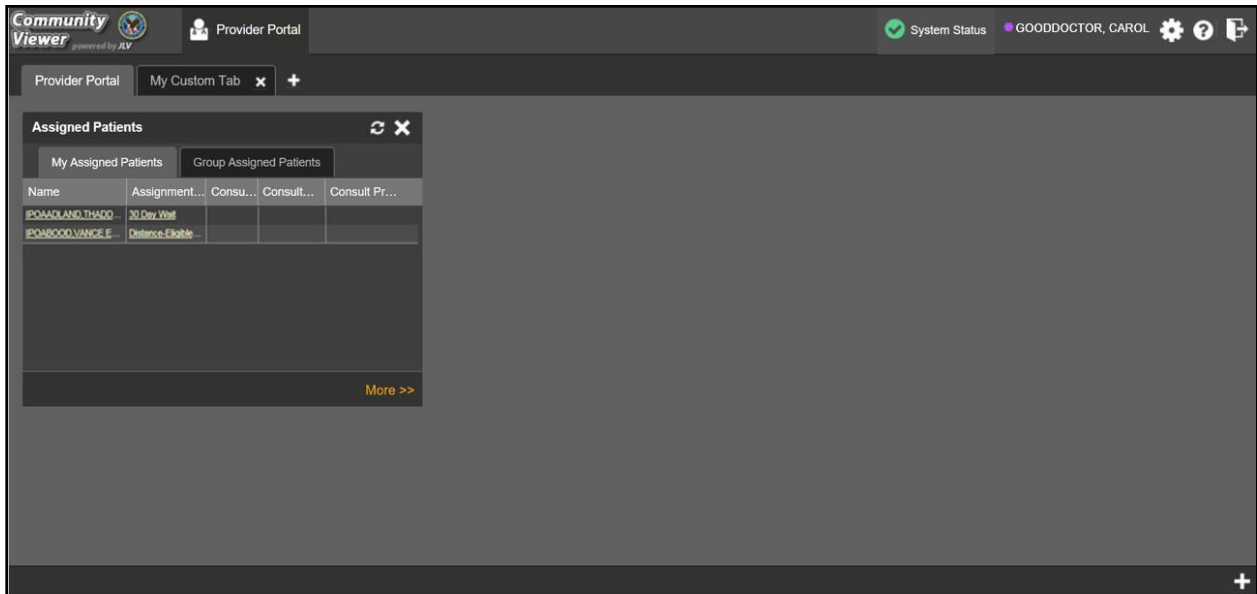 Community
Viewer powered by JLV
Provider Portal
System Status
GOODDOCTOR, CAROL
Provider Portal
My Custom Tab
Assigned Patients
My Assigned Patients
Group Assigned Patients
Name Assignment... Consu... Consult... Consult Pr...
IPOAADLAND,THADD... 30 Day Wait
IPOABOOD,VANCE E... Distance-Eligible...
More >>